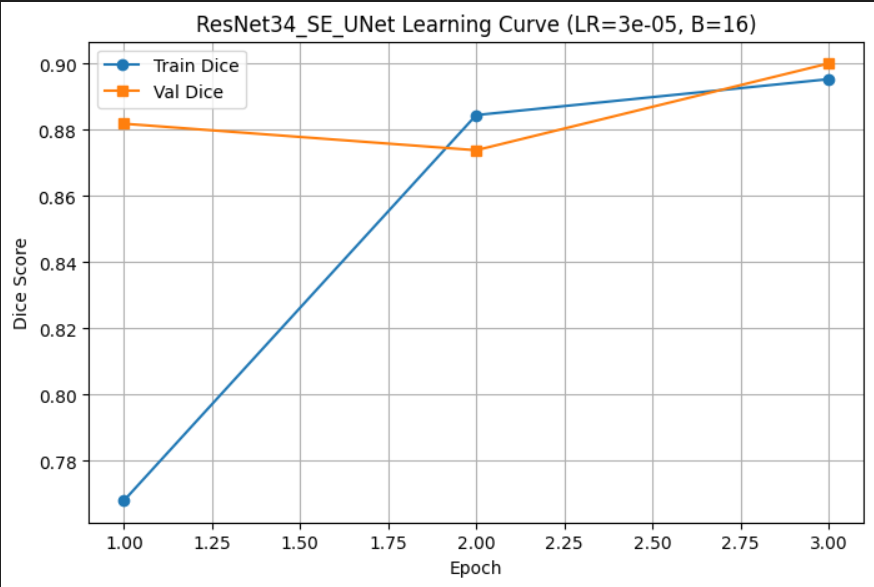 ResNet34_SE_UNet Learning Curve (LR=3e-05, B=16)
Train Dice
Val Dice
Dice Score
0.90
0.88
0.86
0.84
0.82
0.80
0.78
1.00 1.25 1.50 1.75 2.00 2.25 2.50 2.75 3.00
Epoch